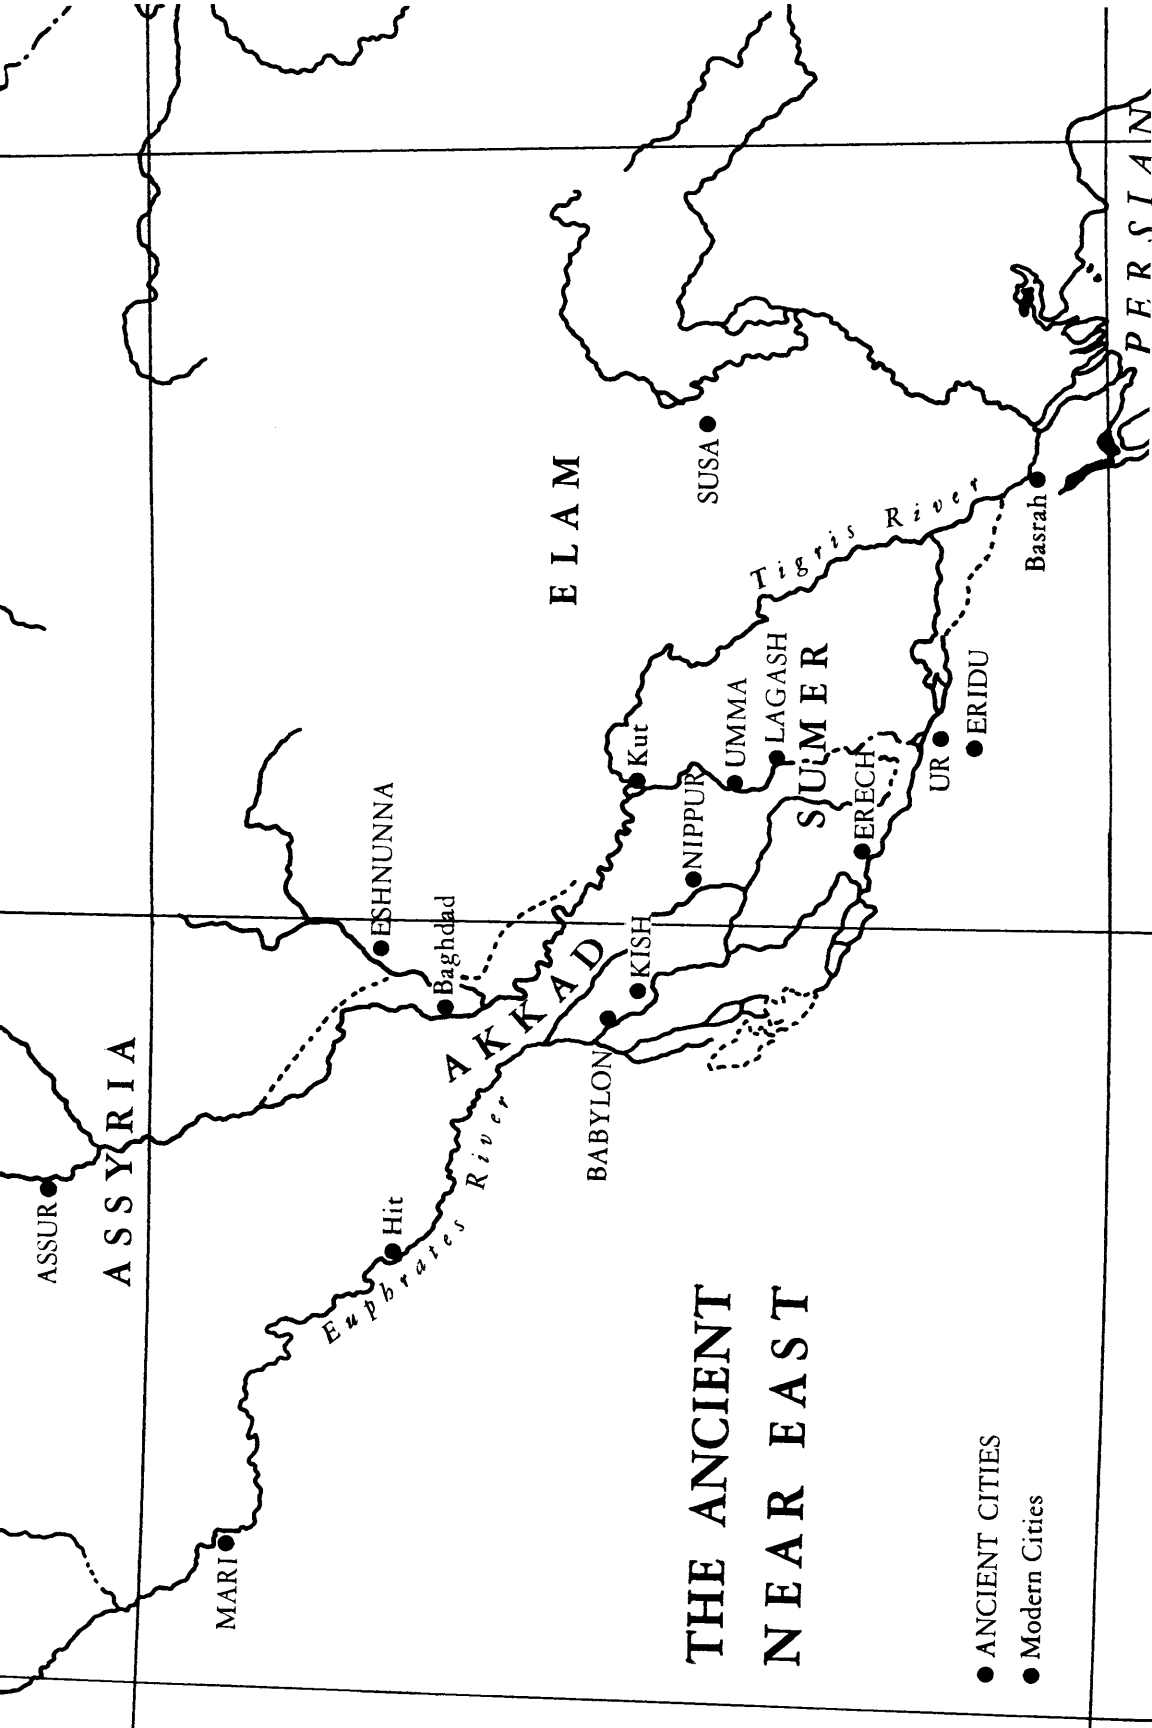 ASSUR
ASSYRIA
MARI
Hit
Euphrates River
ESHNUNNA
Baghdad
AKKAD
BABYLON
KISH
NIPPUR
Kut
ELAM
SUSA
Tigris River
UMMA
LAGASH
SUMER
ERECH
UR
ERIDU
Basrah
PERSIAN
THE ANCIENT
NEAR EAST
ANCIENT CITIES
Modern Cities